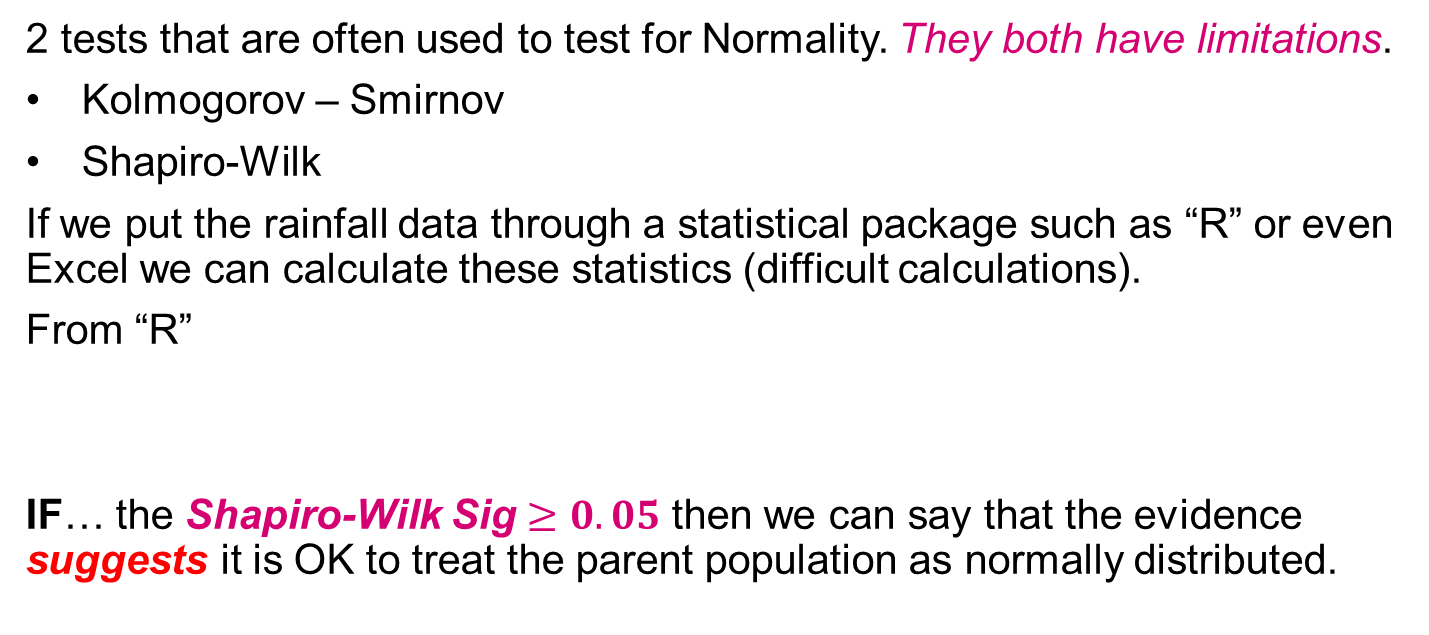 2 tests that are often used to test for Normality. They both have limitations.
• Kolmogorov – Smirnov
• Shapiro-Wilk
If we put the rainfall data through a statistical package such as “R” or even
Excel we can calculate these statistics (difficult calculations).
From “R”
IF… the Shapiro-Wilk Sig ≥ 0.05 then we can say that the evidence
suggests it is OK to treat the parent population as normally distributed.